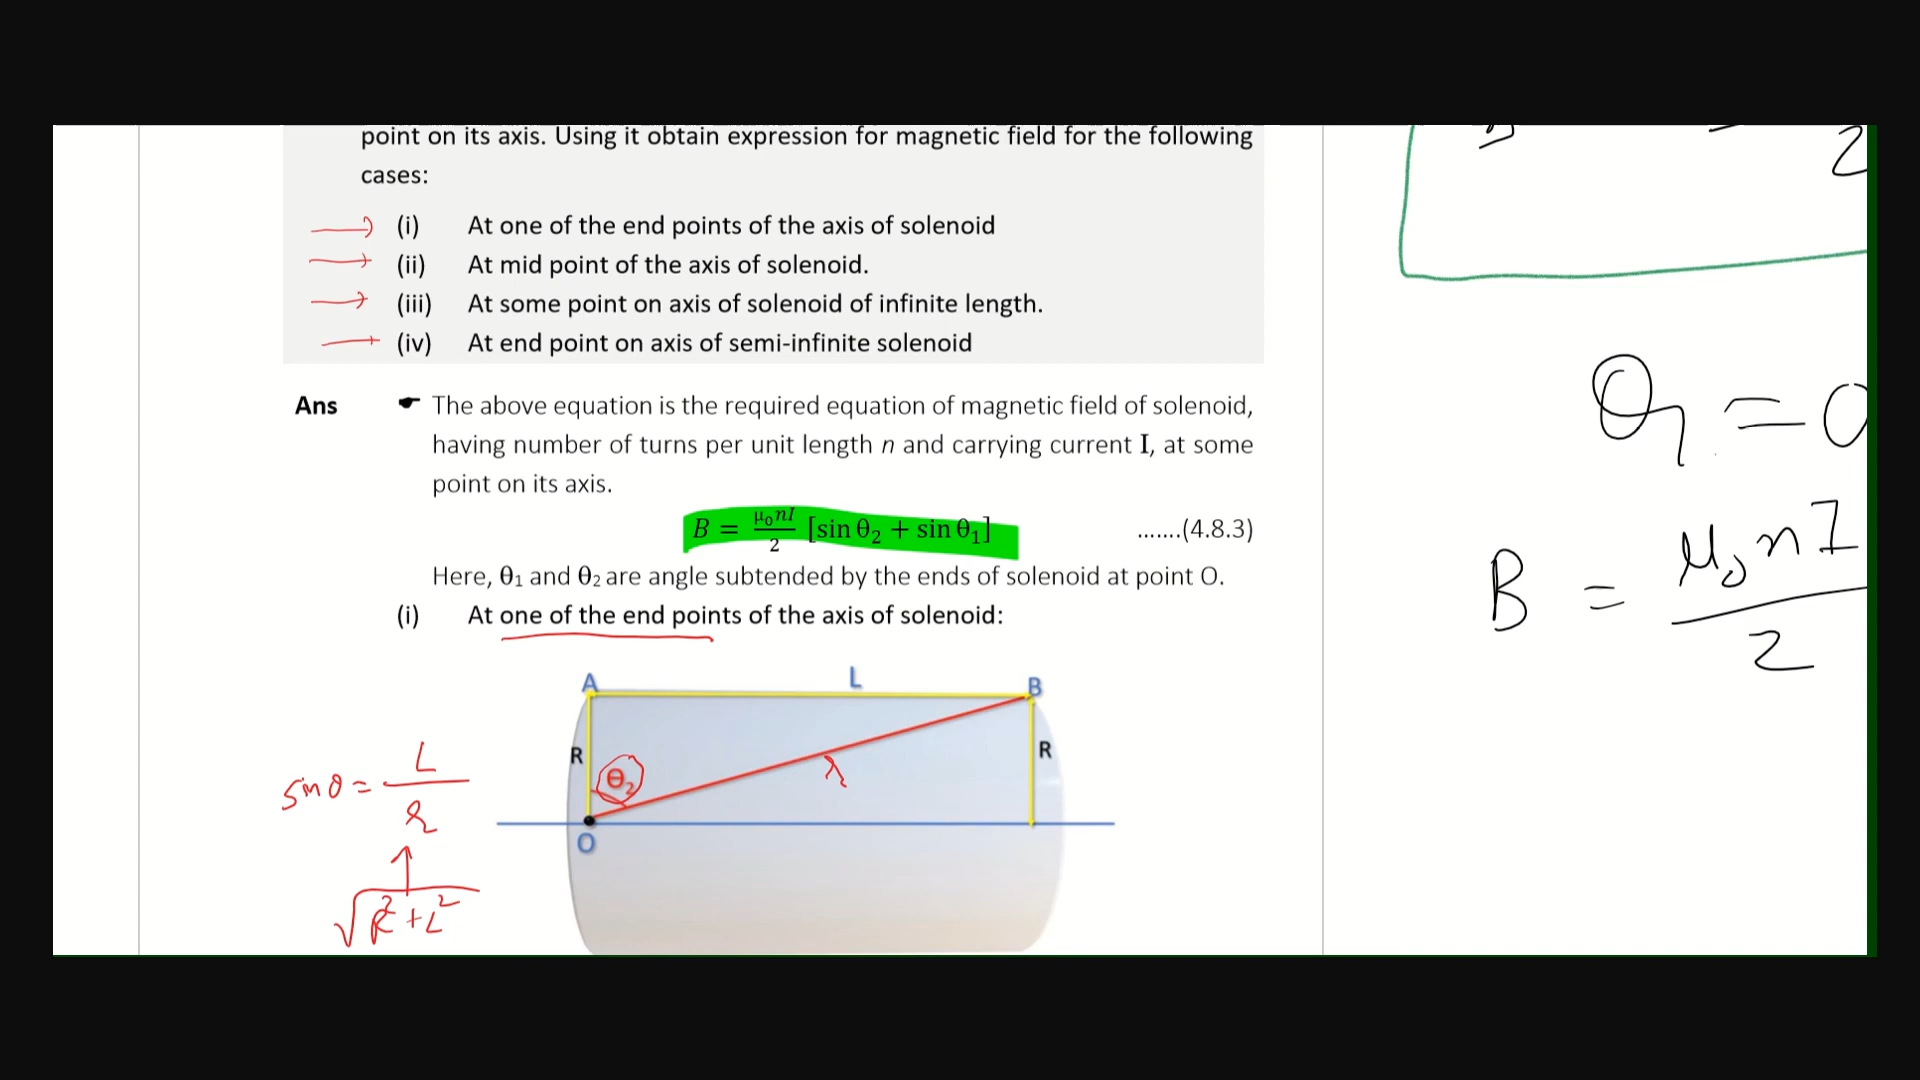 point on its axis. Using it obtain expression for magnetic field for the following
cases:
(i) At one of the end points of the axis of solenoid
(ii) At mid point of the axis of solenoid.
(iii) At some point on axis of solenoid of infinite length.
(iv) At end point on axis of semi-infinite solenoid
Ans ☛ The above equation is the required equation of magnetic field of solenoid,
having number of turns per unit length n and carrying current I, at some
point on its axis.
B = μ₀nI/2 [sin θ₂ + sin θ₁] .......(4.8.3)
Here, θ₁ and θ₂ are angle subtended by the ends of solenoid at point O.
(i) At one of the end points of the axis of solenoid:
A L B
R θ₂ r R
O
sin θ = L/r
↑
√R²+L²
2
θ₁ = 0
B = μ₀nI/2